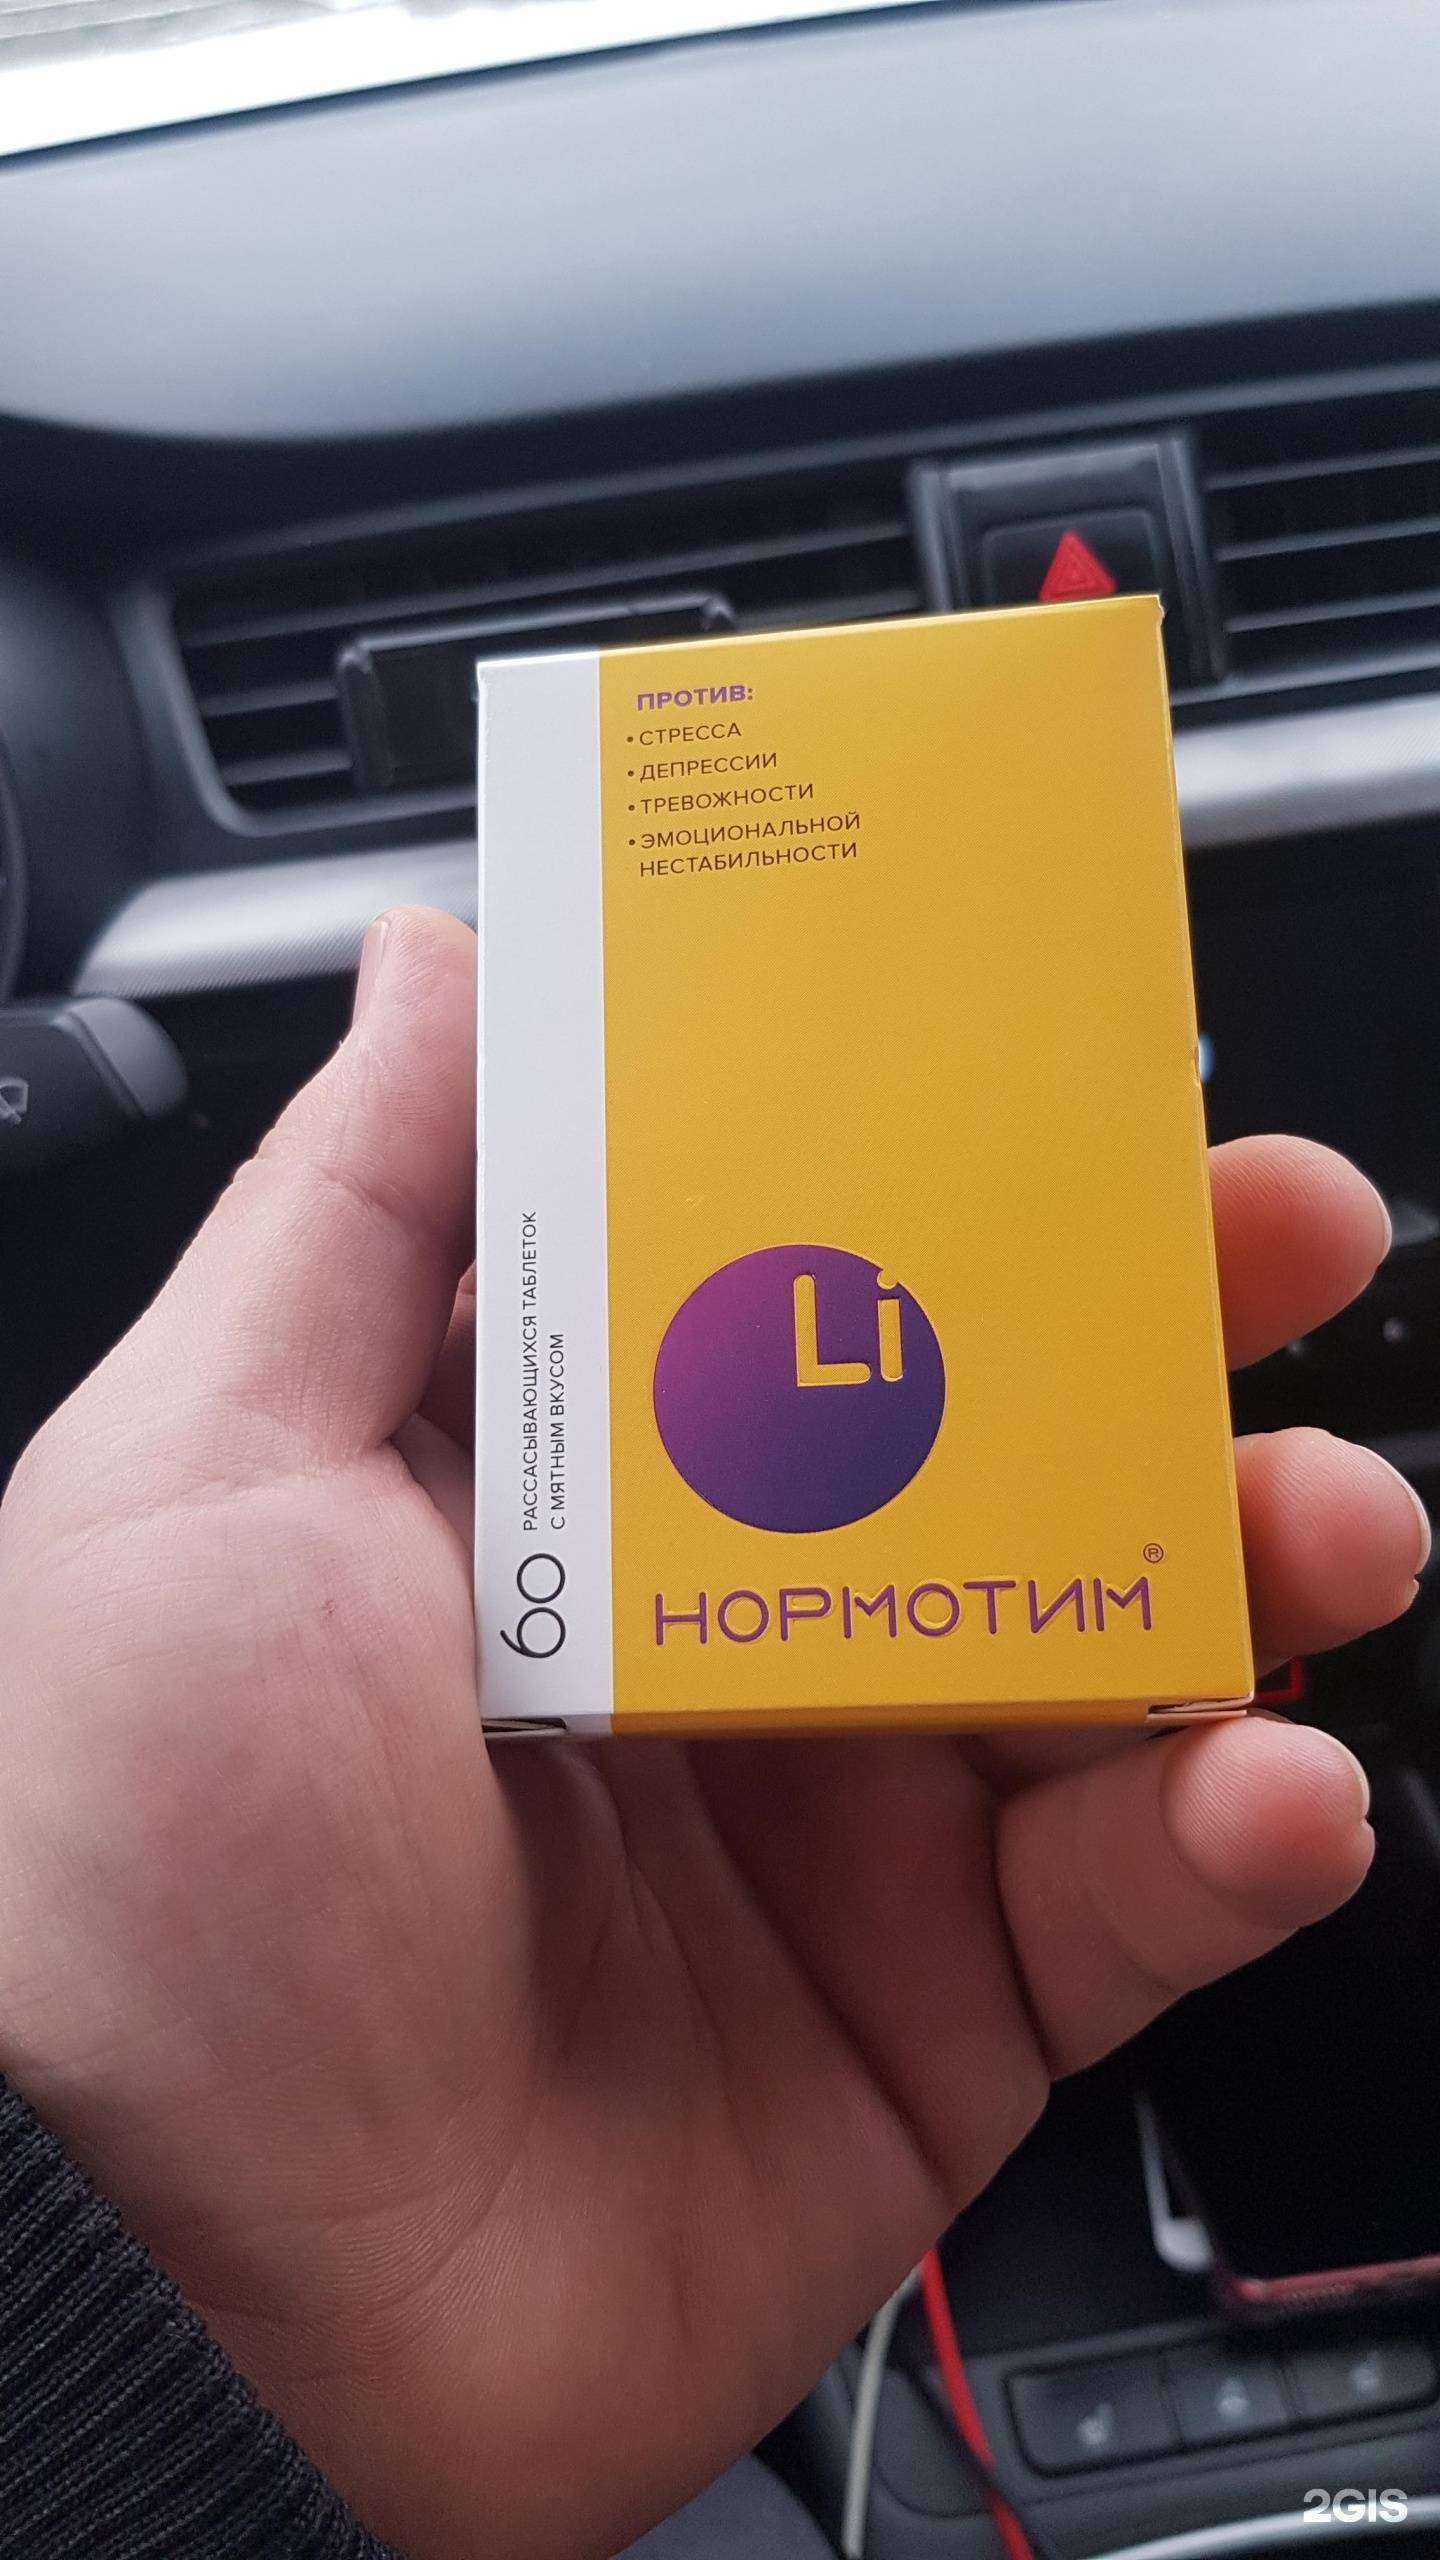 ПРОТИВ:
• СТРЕССА
• ДЕПРЕССИИ
• ТРЕВОЖНОСТИ
• ЭМОЦИОНАЛЬНОЙ
НЕСТАБИЛЬНОСТИ
Li
НОРМОТИМ®
60 РАССАСЫВАЮЩИХСЯ ТАБЛЕТОК
С МЯТНЫМ ВКУСОМ
2GIS